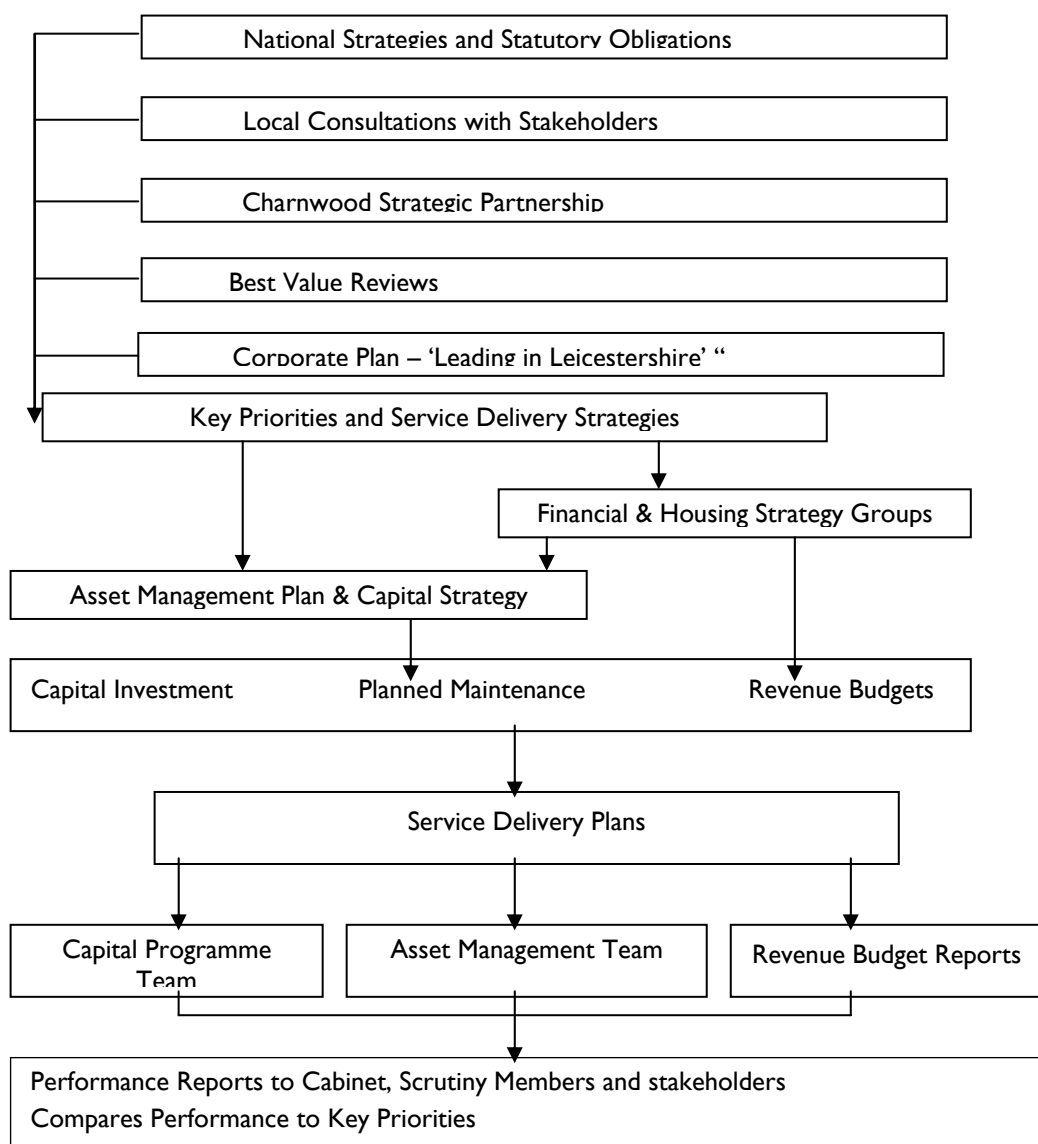 National Strategies and Statutory Obligations
Local Consultations with Stakeholders
Charnwood Strategic Partnership
Best Value Reviews
Corporate Plan – ‘Leading in Leicestershire’ “
Key Priorities and Service Delivery Strategies
Financial & Housing Strategy Groups
Asset Management Plan & Capital Strategy
Capital Investment Planned Maintenance Revenue Budgets
Service Delivery Plans
Capital Programme
Team
Asset Management Team
Revenue Budget Reports
Performance Reports to Cabinet, Scrutiny Members and stakeholders
Compares Performance to Key Priorities